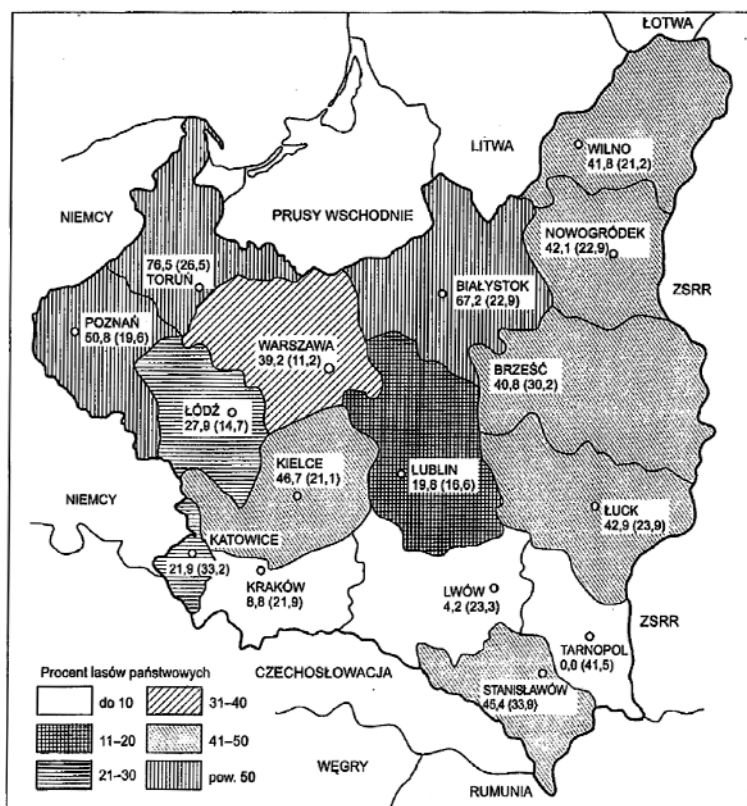 ŁOTWA
WILNO
41,8 (21,2)
LITWA
NIEMCY
PRUSY WSCHODNIE
NOWOGRÓDEK
42,1 (22,9)
76,5 (26,5)
TORUŃ
BIAŁYSTOK
67,2 (22,9)
ZSRR
POZNAŃ
50,8 (19,6)
WARSZAWA
39,2 (11,2)
BRZEŚĆ
40,8 (30,2)
ŁÓDŹ
27,9 (14,7)
KIELCE
46,7 (21,1)
LUBLIN
19,8 (16,6)
NIEMCY
ŁUCK
42,9 (23,9)
KATOWICE
21,9 (33,2)
KRAKÓW
8,8 (21,9)
LWÓW
4,2 (23,3)
ZSRR
TARNOPOL
0,0 (41,5)
CZECHOSŁOWACJA
STANISŁAWÓW
45,4 (33,9)
Procent lasów państwowych
do 10
31–40
11–20
41–50
21–30
pow. 50
WĘGRY
RUMUNIA